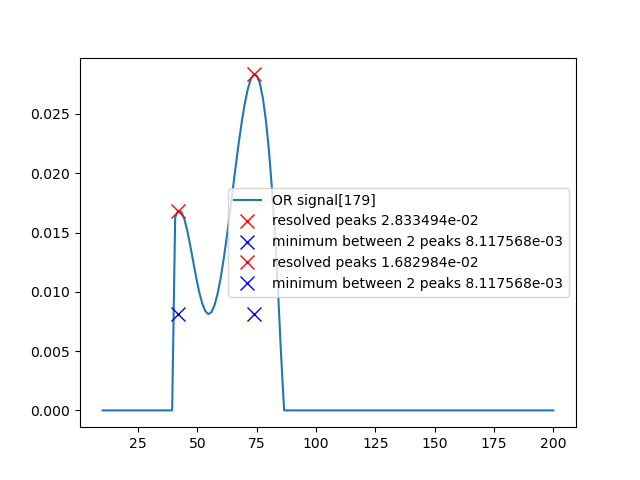 0.025
0.020
0.015
0.010
0.005
0.000
OR signal[179]
resolved peaks 2.833494e-02
minimum between 2 peaks 8.117568e-03
resolved peaks 1.682984e-02
minimum between 2 peaks 8.117568e-03
25 50 75 100 125 150 175 200